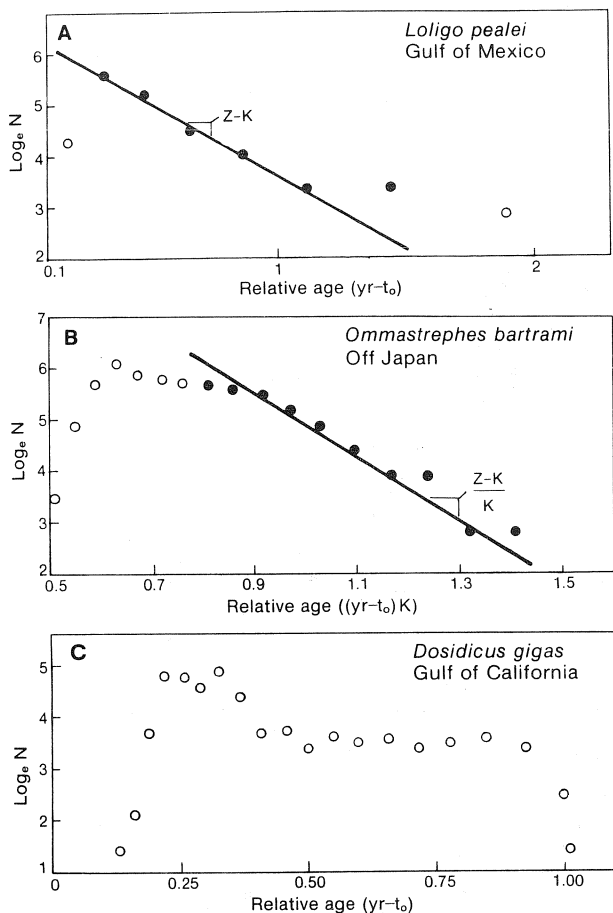 A
Loligo pealei
Gulf of Mexico
Logₑ N
6
5
4
3
2
Z-K
0.1
1
2
Relative age (yr-tₒ)
B
Ommastrephes bartrami
Off Japan
Logₑ N
7
6
5
4
3
2
Z-K
K
0.5
0.7
0.9
1.1
1.3
1.5
Relative age ((yr-tₒ) K)
C
Dosidicus gigas
Gulf of California
Logₑ N
5
4
3
2
1
0
0.25
0.50
0.75
1.00
Relative age (yr-tₒ)